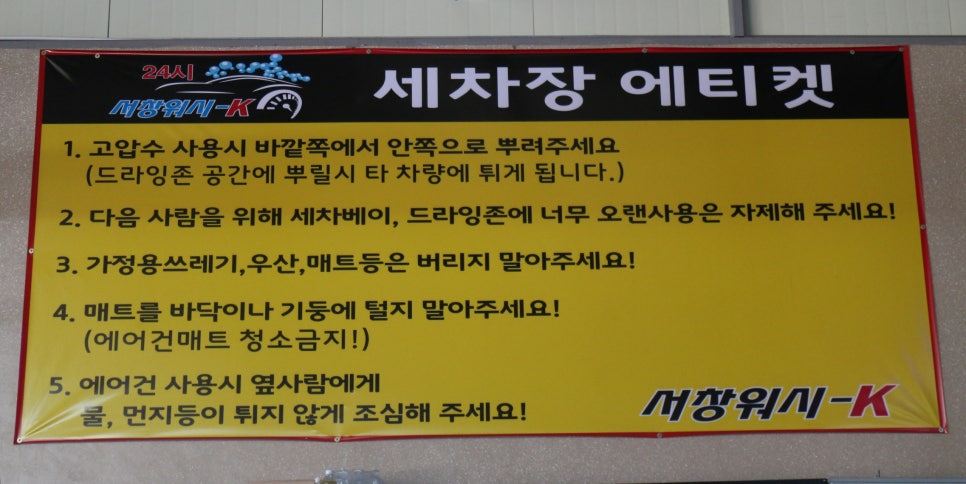 24시
서창워시-K
세차장 에티켓
1. 고압수 사용시 바깥쪽에서 안쪽으로 뿌려주세요
(드라잉존 공간에 뿌릴시 타 차량에 튀게 됩니다.)
2. 다음 사람을 위해 세차베이, 드라잉존에 너무 오랜사용은 자제해 주세요!
3. 가정용쓰레기,우산,매트등은 버리지 말아주세요!
4. 매트를 바닥이나 기둥에 털지 말아주세요!
(에어건매트 청소금지!)
5. 에어건 사용시 옆사람에게
물, 먼지등이 튀지 않게 조심해 주세요!
서창워시-K